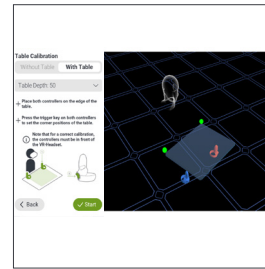 Table Calibration
Without Table
With Table
Table Depth: 50
Place both controllers on the edge of the
table.
Press the trigger key on both controllers
to set the corner positions of the table.
Note that for a correct calibration,
the controllers must be in front of
the VR-Headset.
Back
Start